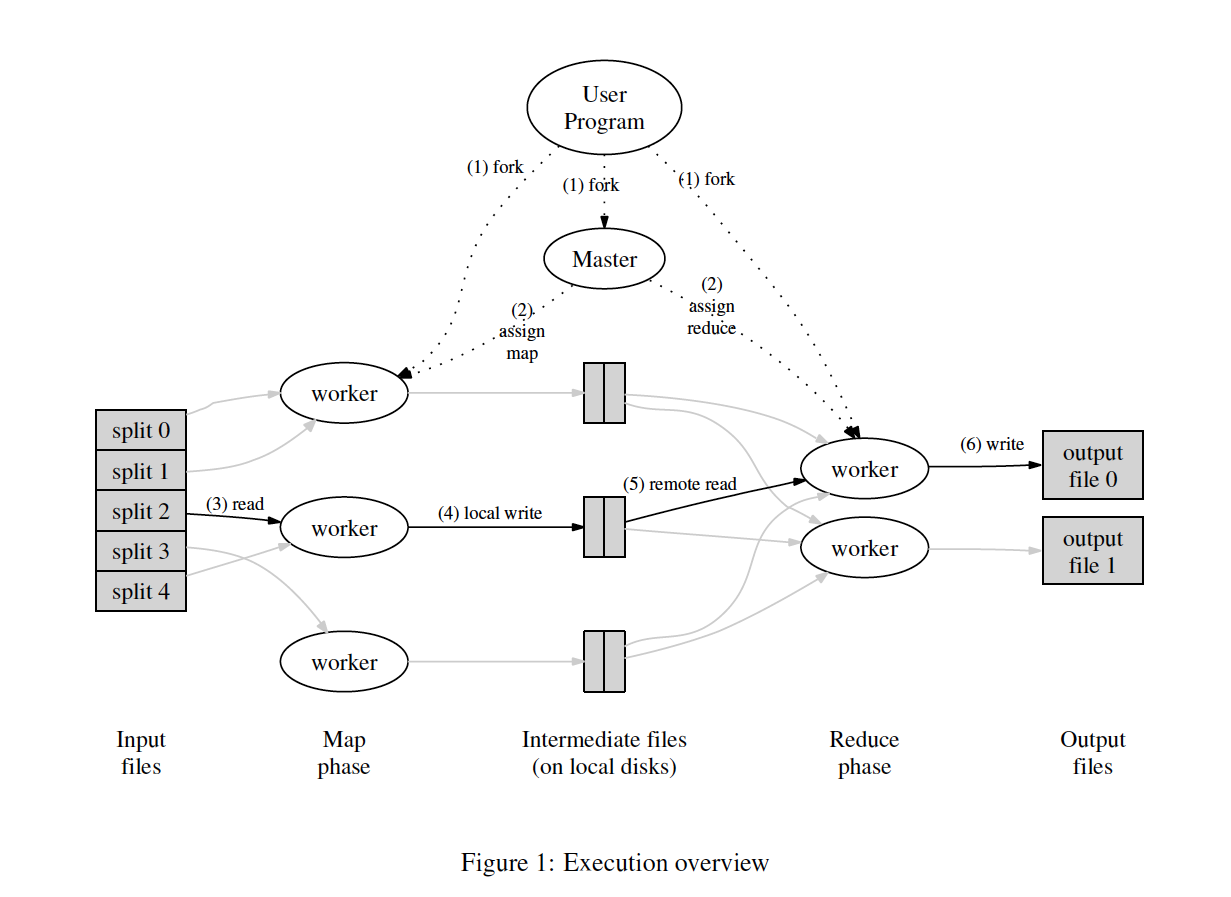 User
Program
(1) fork
(1) fork
(1) fork
Master
(2)
assign
map
(2)
assign
reduce
worker
split 0
split 1
split 2
split 3
split 4
(3) read
worker
(4) local write
(5) remote read
worker
(6) write
output
file 0
worker
output
file 1
worker
Input
files
Map
phase
Intermediate files
(on local disks)
Reduce
phase
Output
files
Figure 1: Execution overview